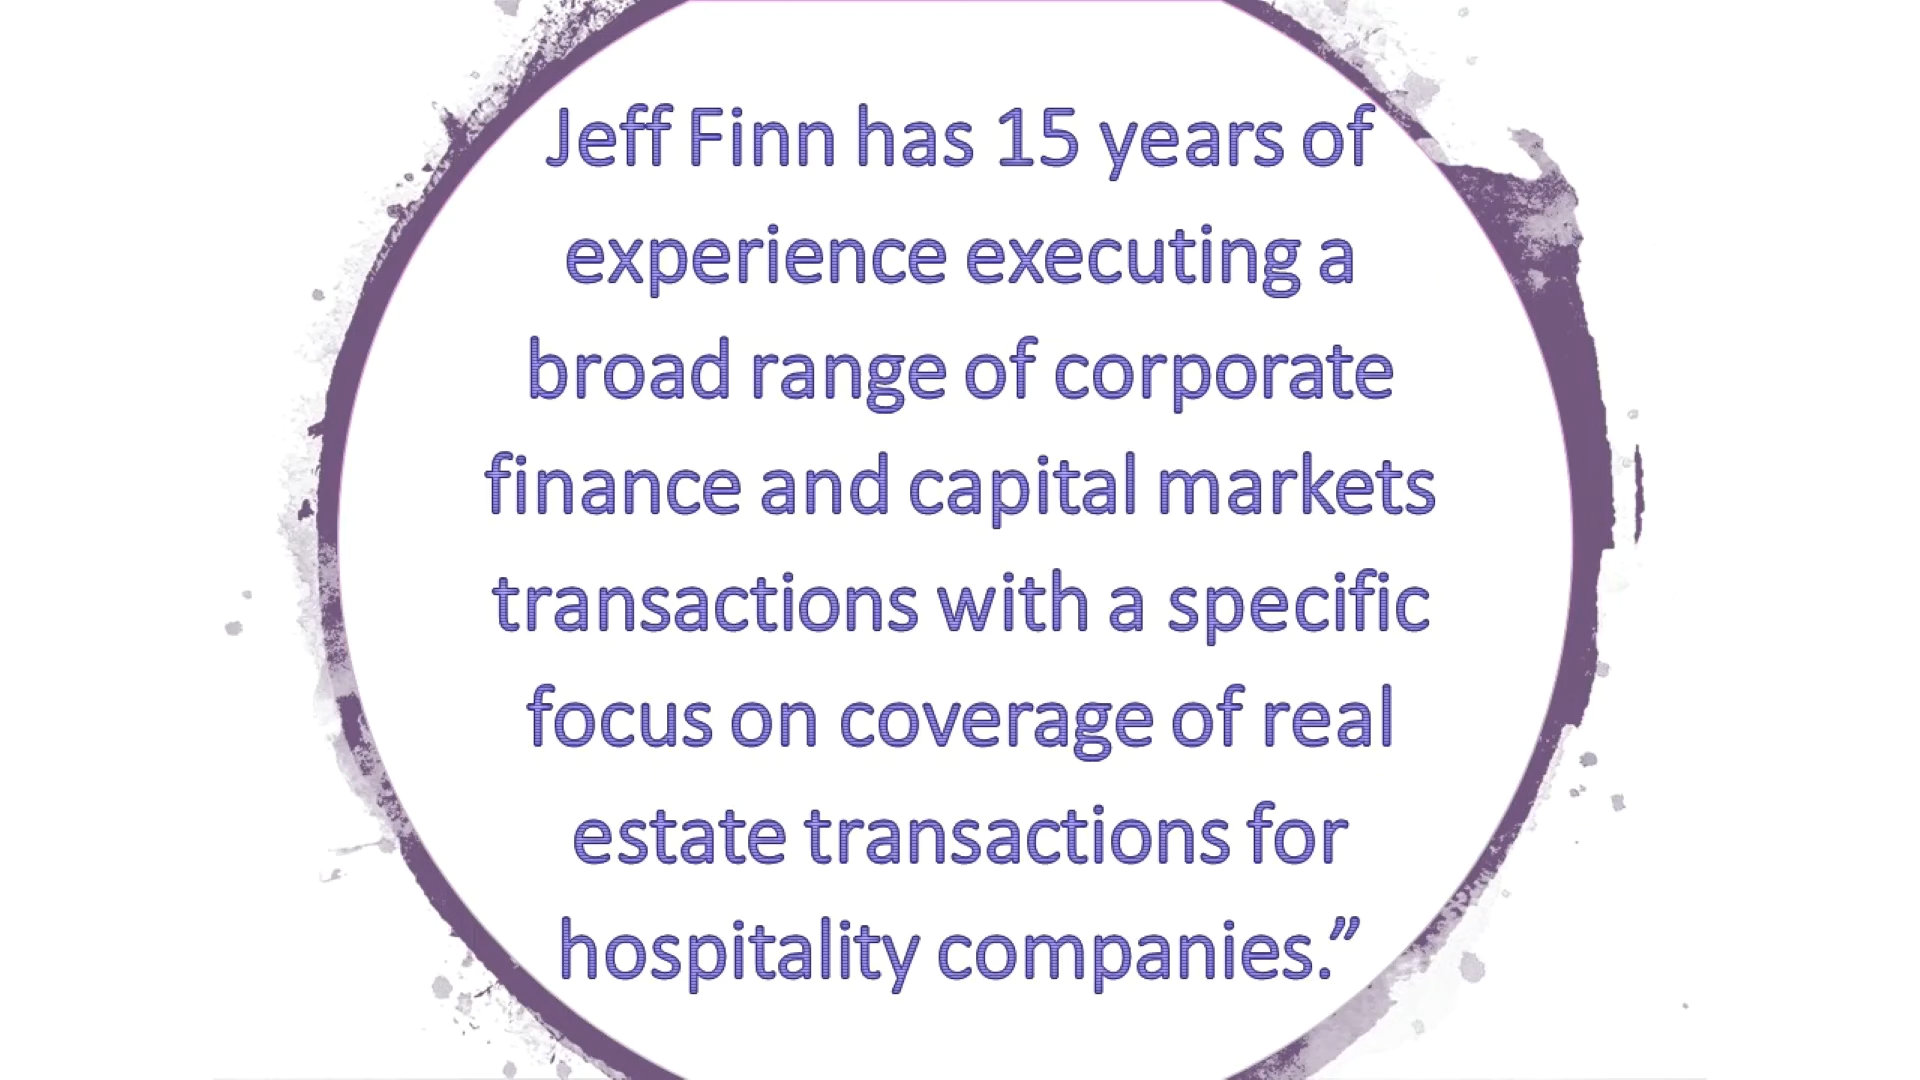 Jeff Finn has 15 years of
experience executing a
broad range of corporate
finance and capital markets
transactions with a specific
focus on coverage of real
estate transactions for
hospitality companies.”